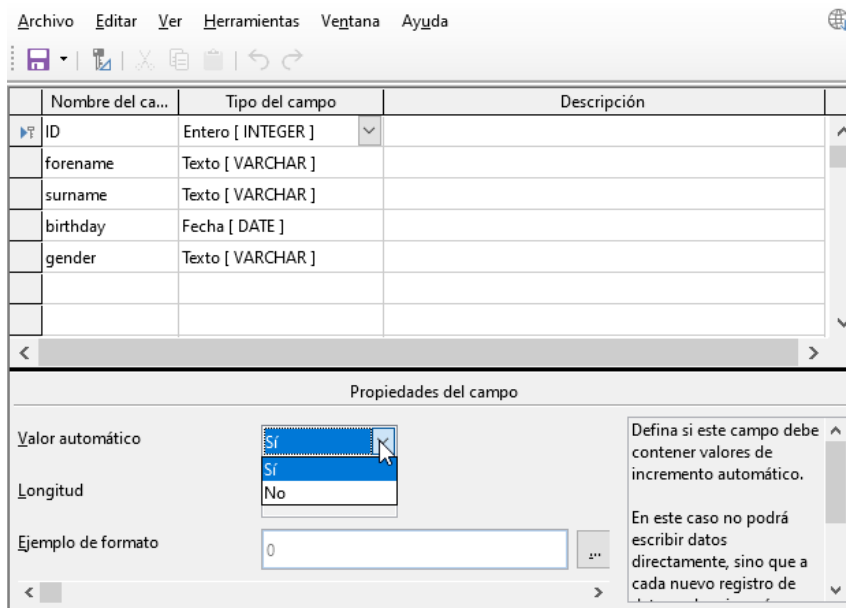 Archivo Editar Ver Herramientas Ventana Ayuda
Nombre del ca... Tipo del campo Descripción
ID Entero [ INTEGER ]
forename Texto [ VARCHAR ]
surname Texto [ VARCHAR ]
birthday Fecha [ DATE ]
gender Texto [ VARCHAR ]
Propiedades del campo
Valor automático Sí
Sí
No
Longitud
Ejemplo de formato 0 ...
Defina si este campo debe
contener valores de
incremento automático.
En este caso no podrá
escribir datos
directamente, sino que a
cada nuevo registro de